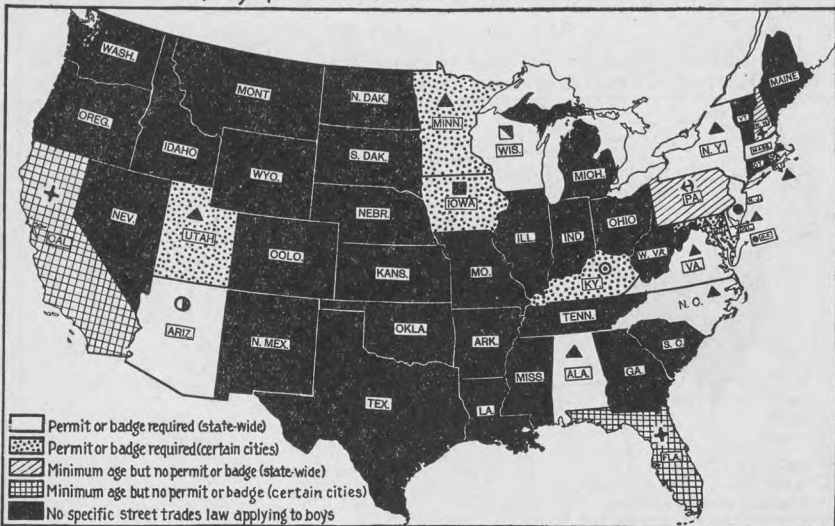 WASH.
MONT
N. DAK.
MINN
MAINE
OREG.
IDAHO
S. DAK.
WIS.
VT.
N.Y.
MASS
WYO.
MICH.
CT.
NEV.
UTAH
NEBR.
IOWA
PA.
N.J.
CAL
COLO.
ILL.
IND.
OHIO
W. VA.
KANS.
MO.
KY.
VA.
ARIZ.
N. MEX.
OKLA.
ARK.
TENN.
N. C.
S. C.
TEX.
LA.
MISS.
ALA.
GA.
FLA.
Permit or badge required (state-wide)
Permit or badge required (certain cities)
Minimum age but no permit or badge (state-wide)
Minimum age but no permit or badge (certain cities)
No specific street trades law applying to boys